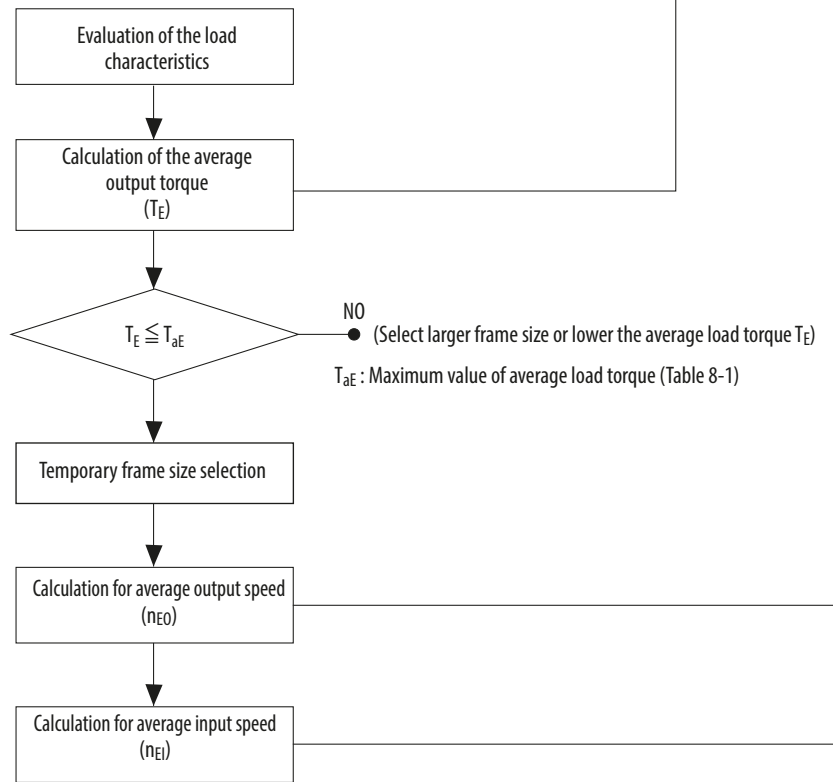 Evaluation of the load
characteristics
Calculation of the average
output torque
(TE)
TE ≦ TaE
NO
(Select larger frame size or lower the average load torque TE)
TaE : Maximum value of average load torque (Table 8-1)
Temporary frame size selection
Calculation for average output speed
(nEO)
Calculation for average input speed
(nEI)